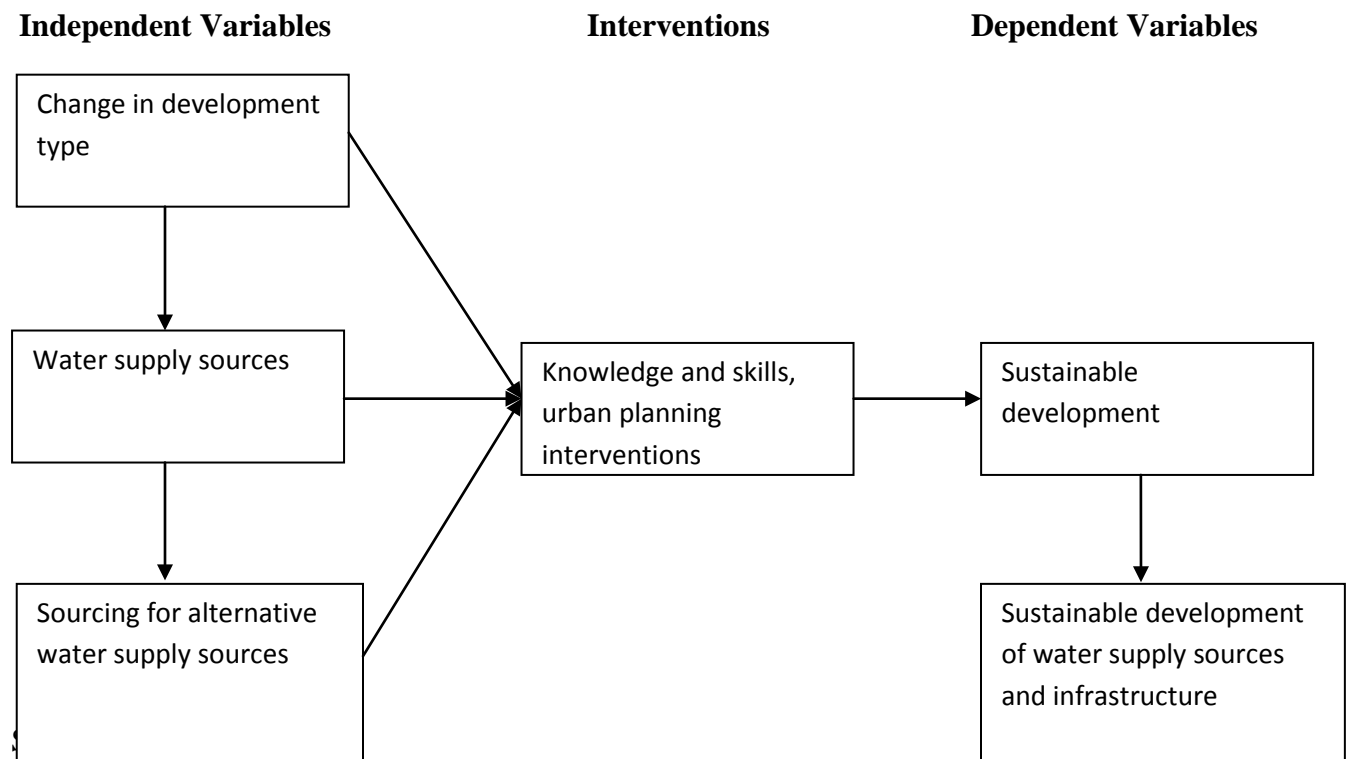 Independent Variables Interventions Dependent Variables
Change in development
type
Water supply sources
Knowledge and skills,
urban planning
interventions
Sustainable
development
Sourcing for alternative
water supply sources
Sustainable development
of water supply sources
and infrastructure